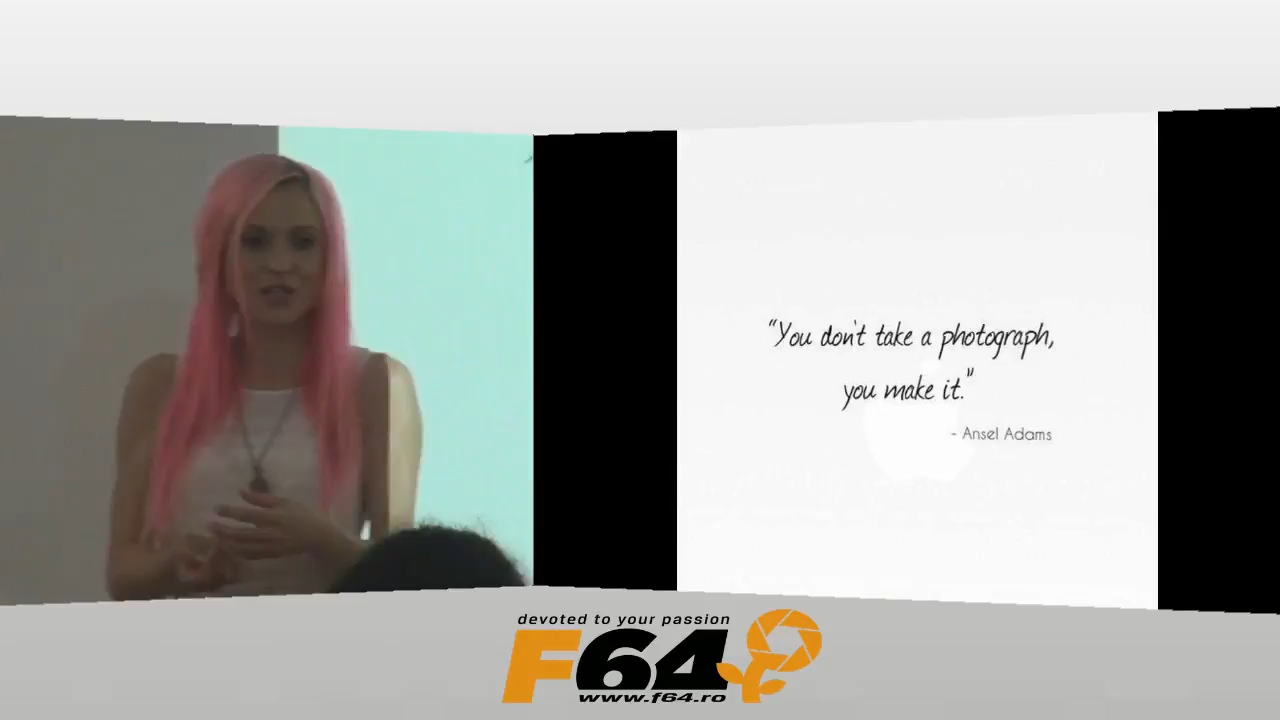 “You don't take a photograph,
you make it.”
- Ansel Adams
devoted to your passion
F64
www.f64.ro